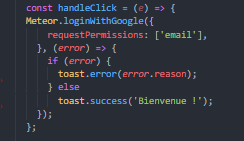 const handleClick = (e) => {
Meteor.loginWithGoogle({
requestPermissions: ['email'],
}, (error) => {
if (error) {
toast.error(error.reason);
} else
toast.success('Bienvenue !');
});
};